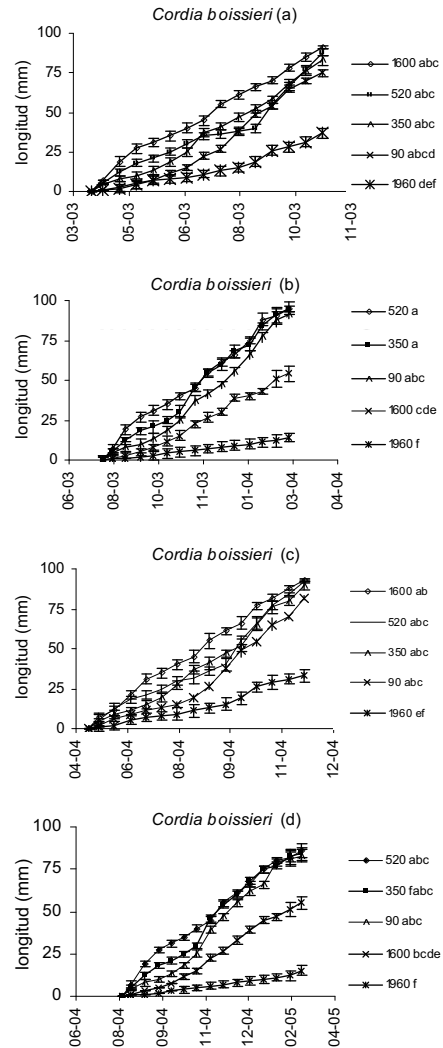 Cordia boissieri (a)
longitud (mm)
100
75
50
25
0
03-03
05-03
06-03
08-03
10-03
11-03
1600 abc
520 abc
350 abc
90 abcd
1960 def
Cordia boissieri (b)
longitud (mm)
100
75
50
25
0
06-03
08-03
10-03
11-03
01-04
03-04
04-04
520 a
350 a
90 abc
1600 cde
1960 f
Cordia boissieri (c)
longitud (mm)
100
75
50
25
0
04-04
06-04
08-04
09-04
11-04
12-04
1600 ab
520 abc
350 abc
90 abc
1960 ef
Cordia boissieri (d)
longitud (mm)
100
75
50
25
0
06-04
08-04
09-04
11-04
12-04
02-05
04-05
520 abc
350 fabc
90 abc
1600 bcde
1960 f